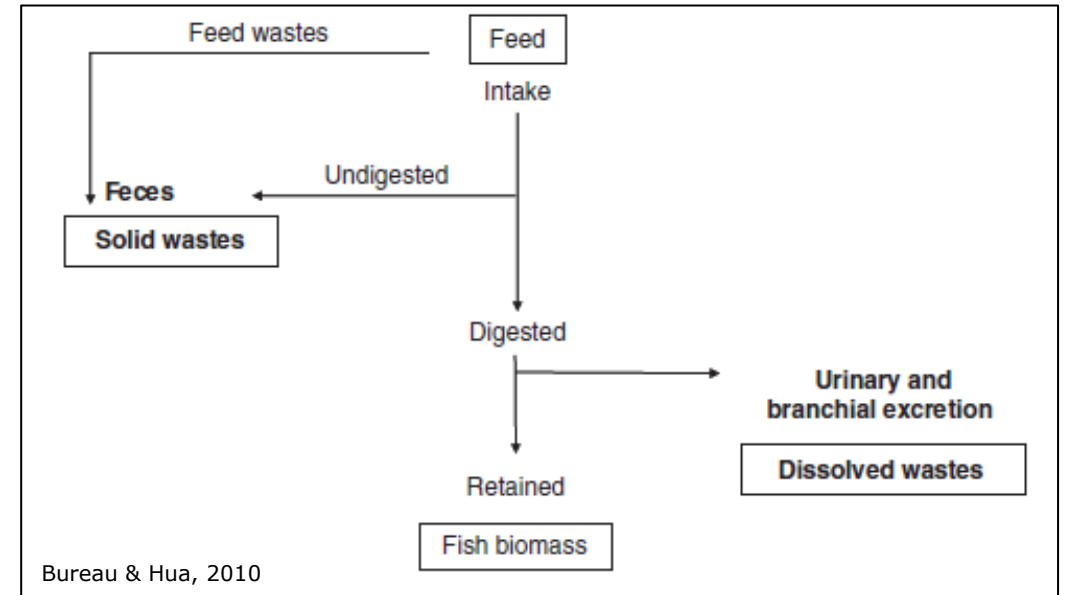 Feed wastes
Feed
Intake
Undigested
Feces
Solid wastes
Digested
Urinary and
branchial excretion
Dissolved wastes
Retained
Fish biomass
Bureau & Hua, 2010